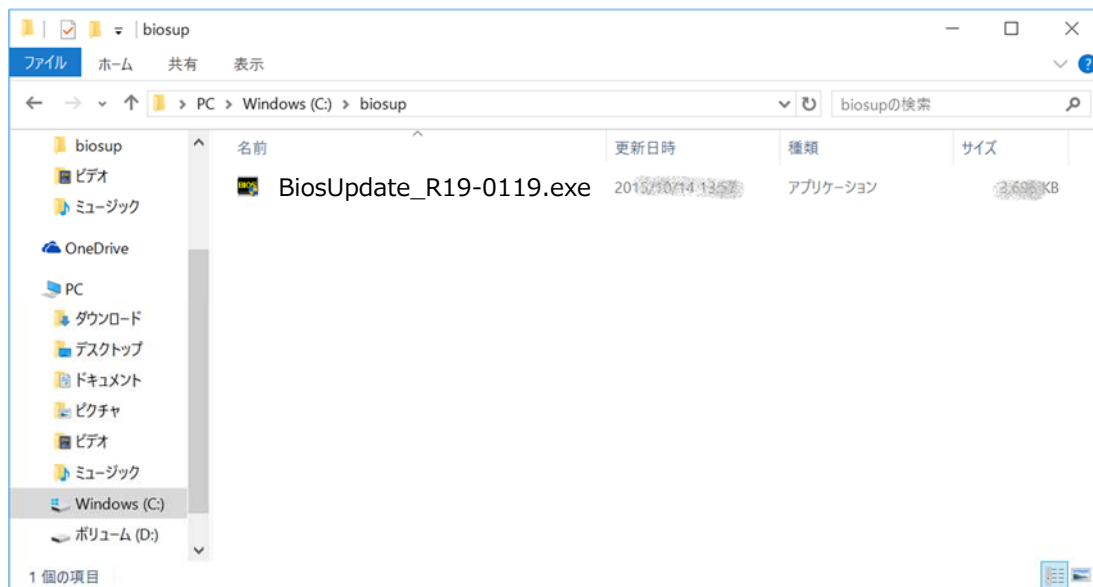 biosup
ファイル ホーム 共有 表示
PC Windows (C:) biosup biosupの検索
biosup 名前 更新日時 種類 サイズ
ビデオ BiosUpdate_R19-0119.exe アプリケーション KB
ミュージック
OneDrive
PC
ダウンロード
デスクトップ
ドキュメント
ピクチャ
ビデオ
ミュージック
Windows (C:)
ボリューム (D:)
1 個の項目